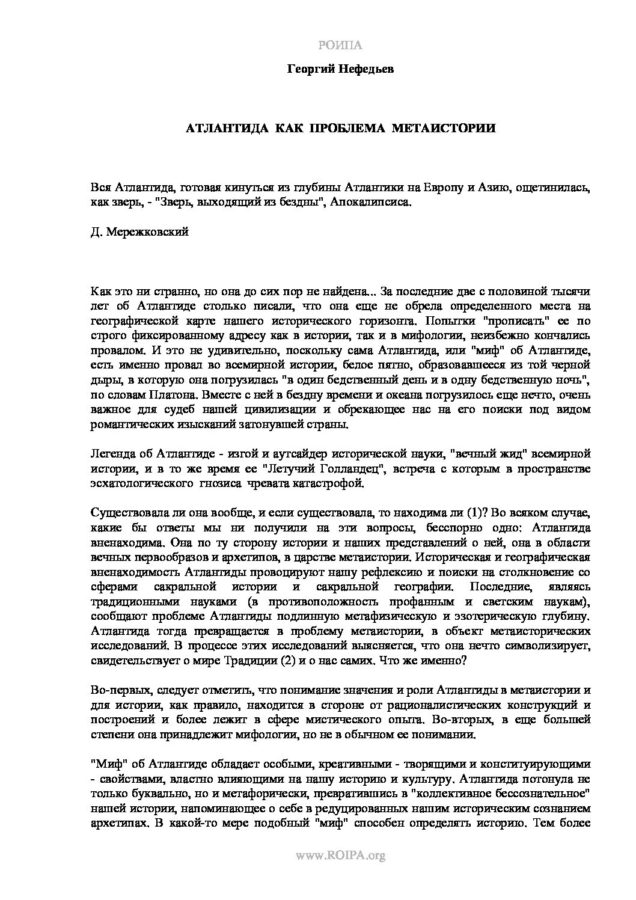 РОИПА
Георгий Нефедьев
АТЛАНТИДА КАК ПРОБЛЕМА МЕТАИСТОРИИ
Вся Атлантида, готовая кинуться из глубины Атлантики на Европу и Азию, ощетинилась,
как зверь, - "Зверь, выходящий из бездны", Апокалипсиса.
Д. Мережковский
Как это ни странно, но она до сих пор не найдена... За последние две с половиной тысячи
лет об Атлантиде столько писали, что она еще не обрела определенного места на
географической карте нашего исторического горизонта. Попытки "прописать" ее по
строго фиксированному адресу как в истории, так и в мифологии, неизбежно кончались
провалом. И это не удивительно, поскольку сама Атлантида, или "миф" об Атлантиде,
есть именно провал во всемирной истории, белое пятно, образовавшееся из той черной
дыры, в которую она погрузилась "в один бедственный день и в одну бедственную ночь",
по словам Платона. Вместе с ней в бездну времени и океана погрузилось еще нечто, очень
важное для судеб нашей цивилизации и обрекающее нас на его поиски под видом
романтических изысканий затонувшей страны.
Легенда об Атлантиде - изгой и аутсайдер исторической науки, "вечный жид" всемирной
истории, и в то же время ее "Летучий Голландец", встреча с которым в пространстве
эсхатологического гнозиса чревата катастрофой.
Существовала ли она вообще, и если существовала, то находима ли (1)? Во всяком случае,
какие бы ответы мы ни получили на эти вопросы, бесспорно одно: Атлантида
вненаходима. Она по ту сторону истории и наших представлений о ней, она в области
вечных первообразов и архетипов, в царстве метаистории. Историческая и географическая
вненаходимость Атлантиды провоцируют нашу рефлексию и поиски на столкновение со
сферами сакральной истории и сакральной географии. Последние, являясь
традиционными науками (в противоположность профанным и светским наукам),
сообщают проблеме Атлантиды подлинную метафизическую и эзотерическую глубину.
Атлантида тогда превращается в проблему метаистории, в объект метаисторических
исследований. В процессе этих исследований выясняется, что она нечто символизирует,
свидетельствует о мире Традиции (2) и о нас самих. Что же именно?
Во-первых, следует отметить, что понимание значения и роли Атлантиды в метаистории и
для истории, как правило, находится в стороне от рационалистических конструкций и
построений и более лежит в сфере мистического опыта. Во-вторых, в еще большей
степени она принадлежит мифологии, но не в обычном ее понимании.
"Миф" об Атлантиде обладает особыми, креативными - творящими и конституирующими
- свойствами, властно влияющими на нашу историю и культуру. Атлантида потонула не
только буквально, но и метафорически, превратившись в "коллективное бессознательное"
нашей истории, напоминающее о себе в редуцированных нашим историческим сознанием
архетипах. В какой-то мере подобный "миф" способен определять историю. Тем более
www.ROIPA.org